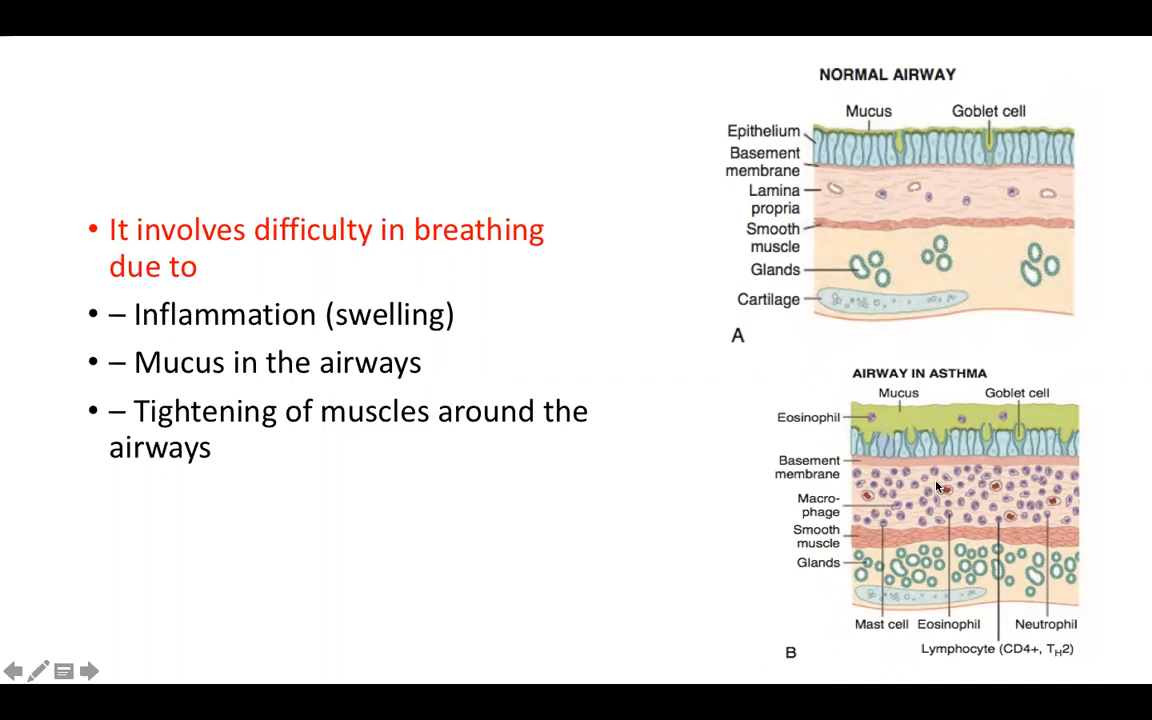 • It involves difficulty in breathing
due to
• – Inflammation (swelling)
• – Mucus in the airways
• – Tightening of muscles around the
airways
NORMAL AIRWAY
Mucus
Goblet cell
Epithelium
Basement
membrane
Lamina
propria
Smooth
muscle
Glands
Cartilage
A
AIRWAY IN ASTHMA
Mucus
Goblet cell
Eosinophil
Basement
membrane
Macro-
phage
Smooth
muscle
Glands
Mast cell
Eosinophil
Neutrophil
Lymphocyte (CD4+, TH2)
B